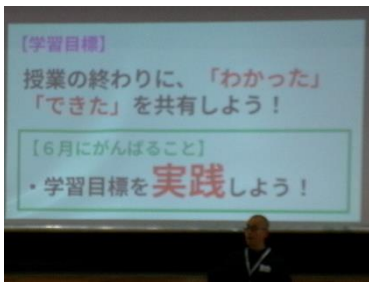 【学習目標】
授業の終わりに、「わかった」
「できた」を共有しよう！
【６月にがんばること】
・学習目標を実践しよう！